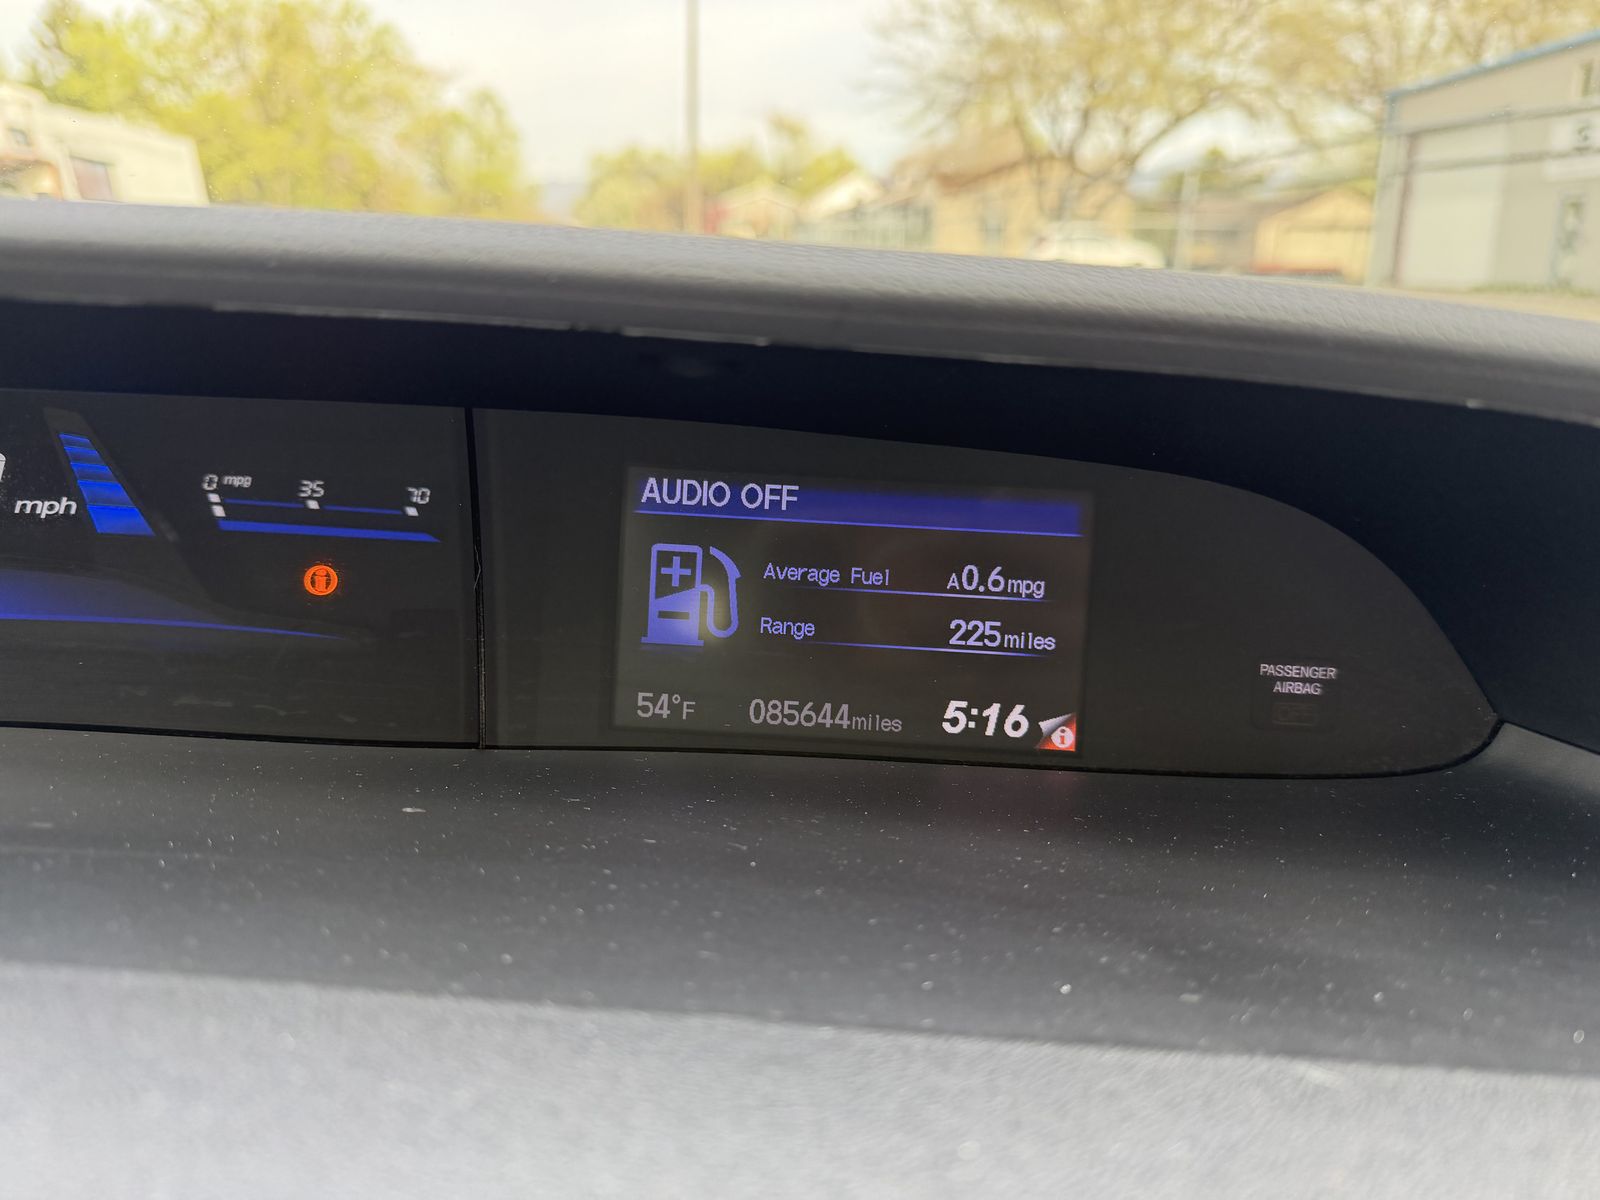 mph
0 mpg 35 70
AUDIO OFF
Average Fuel A0.6mpg
Range 225miles
54°F 085644miles 5:16
PASSENGER
AIRBAG